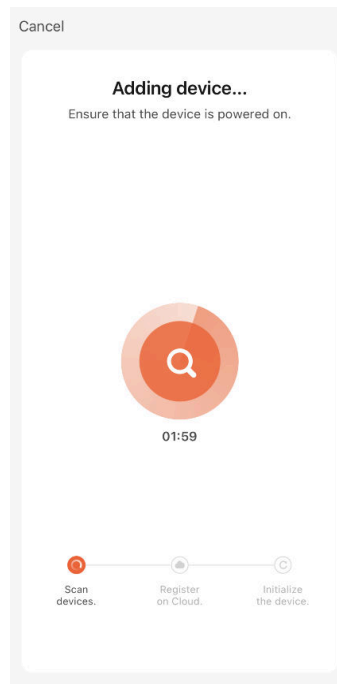 Cancel
Adding device...
Ensure that the device is powered on.
01:59
Scan
devices.
Register
on Cloud.
Initialize
the device.